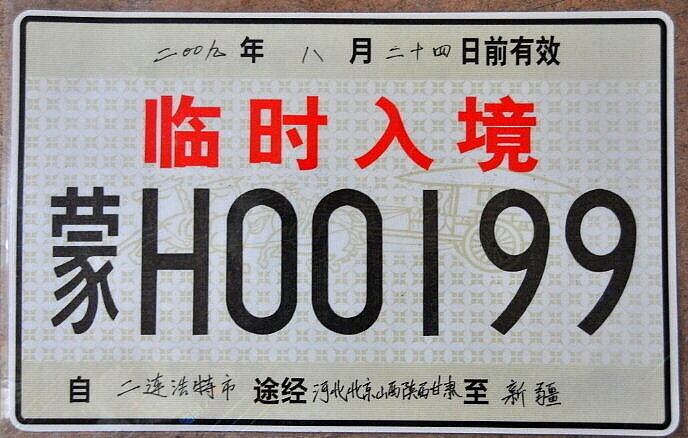 二00九年 八月二十四日前有效
临时入境
蒙H00199
自 二连浩特市 途经 河北北京山西陕西甘肃 至 新疆